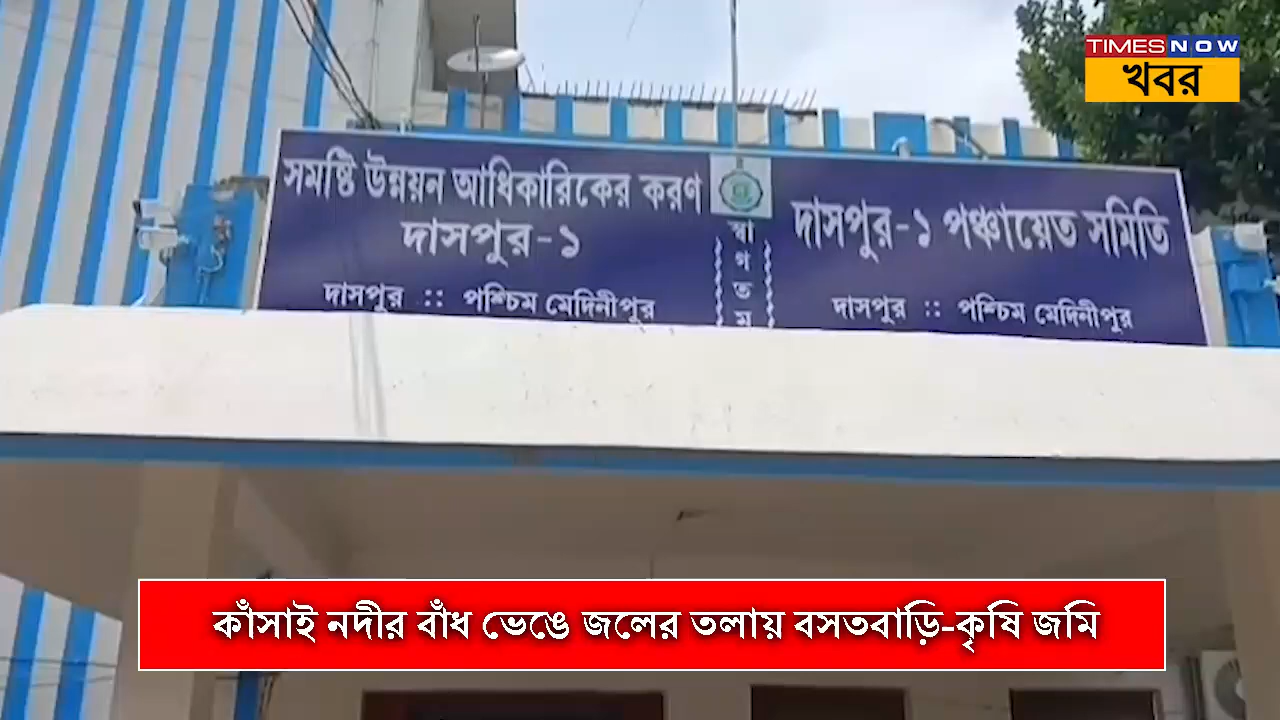 TIMES NOW
খবর
সমষ্টি উন্নয়ন আধিকারিকের করণ
দাসপুর-১
দাসপুর :: পশ্চিম মেদিনীপুর
স্বাগতম
দাসপুর-১ পঞ্চায়েত সমিতি
দাসপুর :: পশ্চিম মেদিনীপুর
কাঁসাই নদীর বাঁধ ভেঙে জলের তলায় বসতবাড়ি-কৃষি জমি